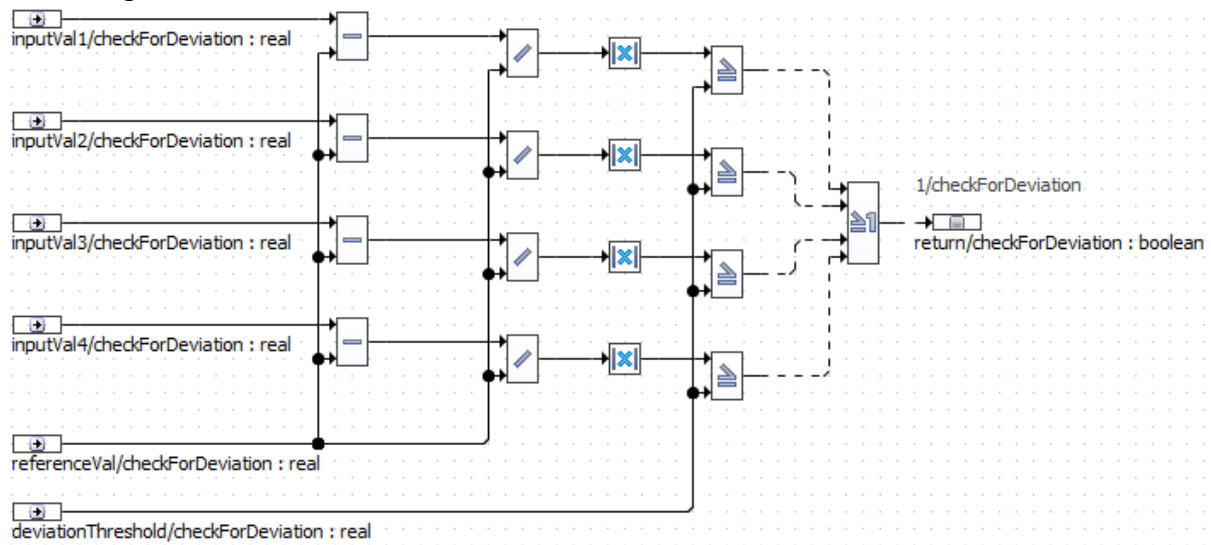 inputVal1/checkForDeviation : real
inputVal2/checkForDeviation : real
1/checkForDeviation
≥1
inputVal3/checkForDeviation : real
return/checkForDeviation : boolean
inputVal4/checkForDeviation : real
referenceVal/checkForDeviation : real
deviationThreshold/checkForDeviation : real